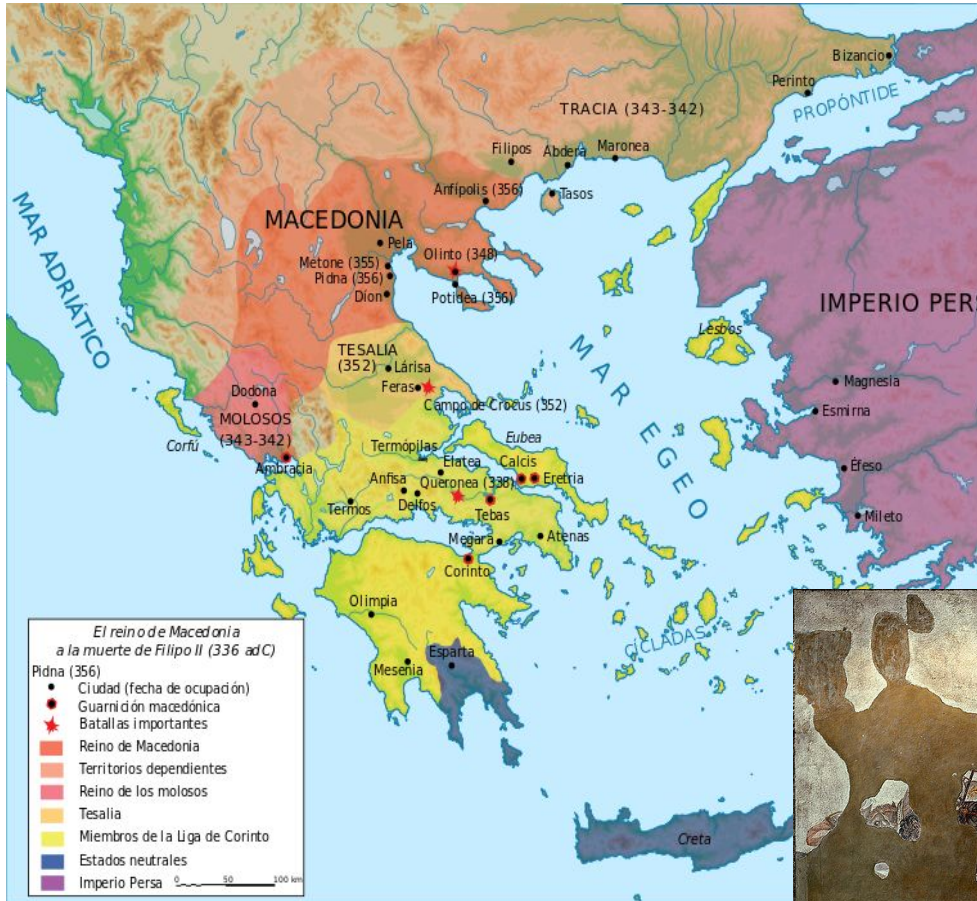 Bizancio
Perinto
PROPÓNTIDE
TRACIA (343-342)
Filipos
Abdera
Maronea
Anfípolis (356)
Tasos
MAR ADRIÁTICO
MACEDONIA
Pela
Olinto (348)
Metone (355)
Pidna (356)
Díon
Potidea (356)
IMPERIO PER
TESALIA
(352)
Lárisa
Lesbos
Feras
Magnesia
Dodona
Campo de Crocus (352)
Esmirna
MOLOSOS
(343-342)
MAR EGEO
Corfú
Eubea
Termópilas
Ambracia
Elatea
Calcis
Éfeso
Anfisa
Queronea (338)
Eretria
Termos
Delfos
Tebas
Mileto
Megara
Atenas
Corinto
Olimpia
CÍCLADAS
Esparta
Mesenia
Creta
El reino de Macedonia
a la muerte de Filipo II (336 adC)
Pidna (356)
Ciudad (fecha de ocupación)
Guarnición macedónica
Batallas importantes
Reino de Macedonia
Territorios dependientes
Reino de los molosos
Tesalia
Miembros de la Liga de Corinto
Estados neutrales
Imperio Persa
0 50 100 km